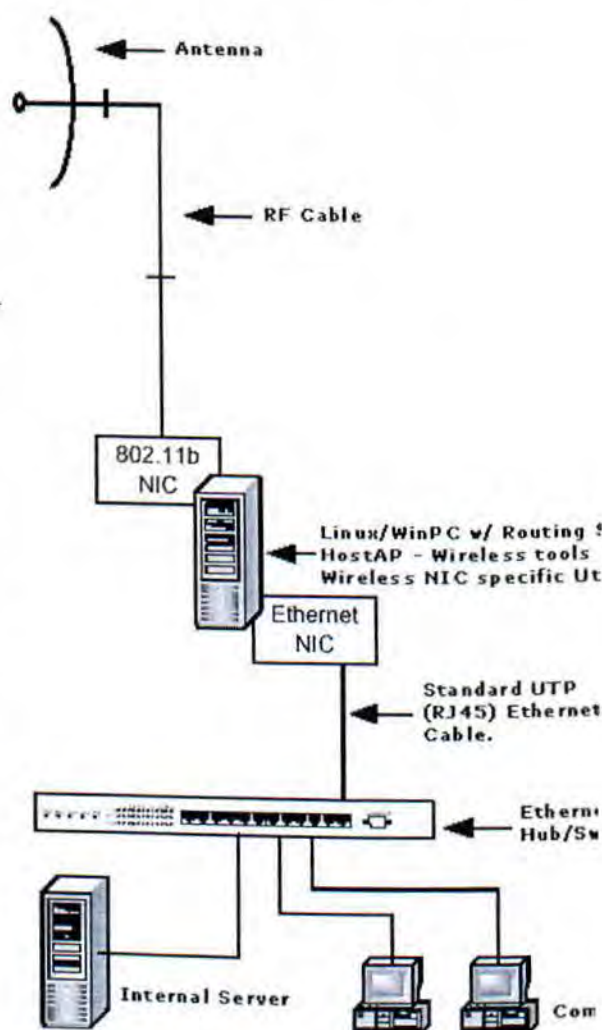 Antenna
RF Cable
802.11b
NIC
Linux/WinPC w/ Routing
HostAP - Wireless tools
Wireless NIC specific
Ethernet
NIC
Standard UTP
(RJ45) Ethernet
Cable.
Internal Server